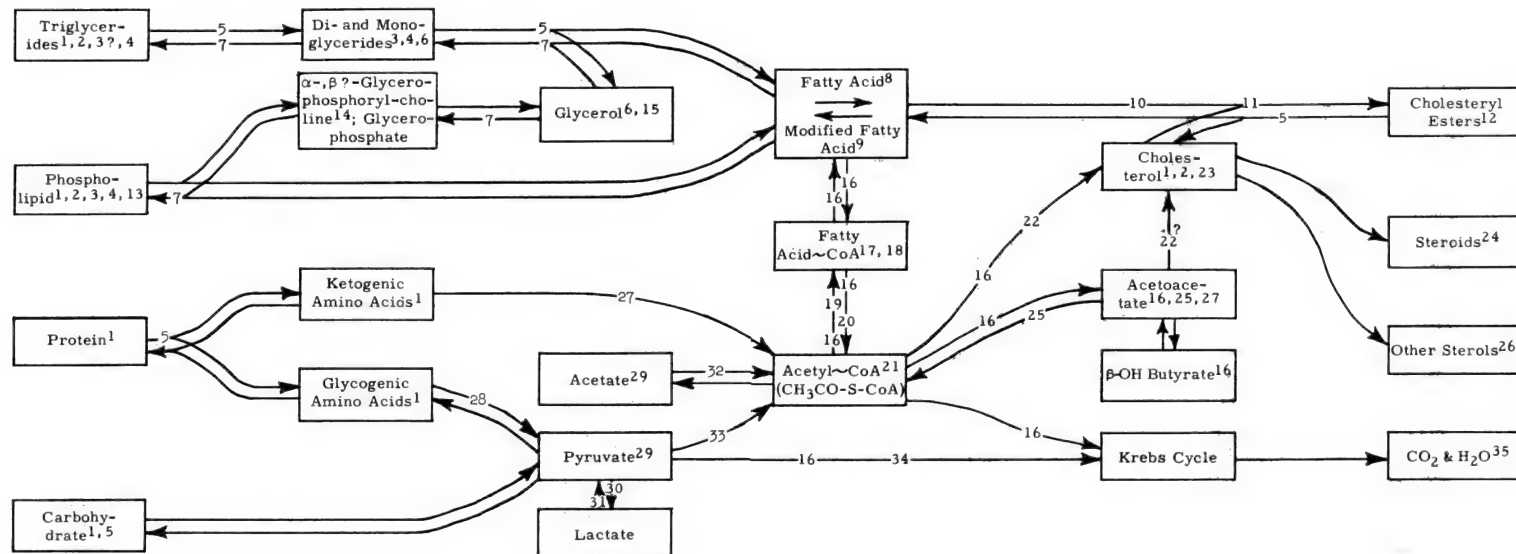 Triglycer-
ides1, 2, 3?, 4
5
7
Di- and Mono-
glycerides3,4,6
5
7
α-,β?-Glycero-
phosphoryl-cho-
line14; Glycero-
phosphate
7
Glycerol6, 15
Phospho-
lipid1, 2, 3, 4, 13
7
Fatty Acid8
Modified Fatty
Acid9
10
11
5
Cholesteryl
Esters12
Choles-
terol1, 2, 23
16
16
Fatty
Acid~CoA17, 18
16
19
20
16
22
16
22
?
Steroids24
Other Sterols26
Acetoace-
tate16, 25, 27
16
25
β-OH Butyrate16
Protein1
5
Ketogenic
Amino Acids1
27
Glycogenic
Amino Acids1
28
Acetate29
32
Acetyl~CoA21
(CH3CO-S-CoA)
33
16
Pyruvate29
16
34
Krebs Cycle
CO2 & H2O35
30
31
Lactate
Carbohy-
drate1, 5